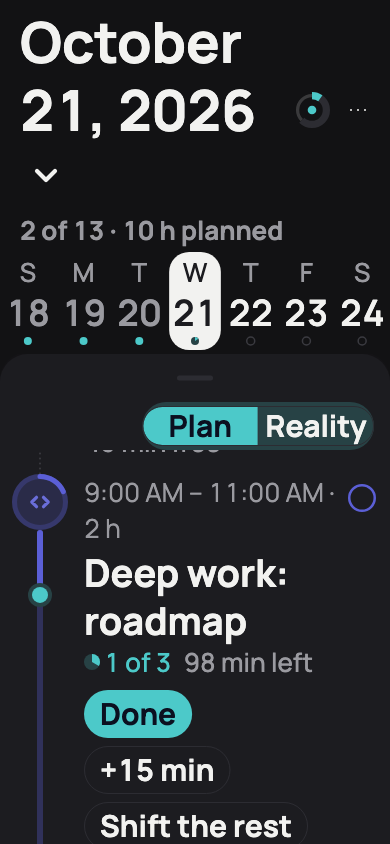 October
21, 2026
2 of 13 · 10 h planned
S M T W T F S
18 19 20 21 22 23 24
Plan Reality
9:00 AM – 11:00 AM ·
2 h
Deep work:
roadmap
1 of 3 98 min left
Done
+15 min
Shift the rest